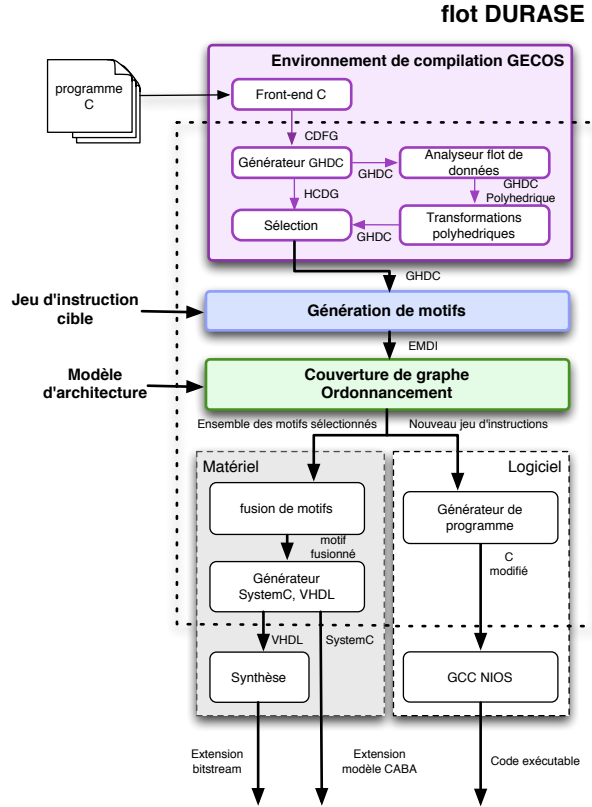 flot DURASE
Environnement de compilation GECOS
programme
C
Front-end C
CDFG
Générateur GHDC
GHDC
Analyseur flot de
données
HCDG
GHDC
Polyhedrique
Sélection
GHDC
Transformations
polyhedriques
GHDC
Jeu d'instruction
cible
Génération de motifs
EMDI
Modèle
d'architecture
Couverture de graphe
Ordonnancement
Ensemble des motifs sélectionnés
Nouveau jeu d'instructions
Matériel
Logiciel
fusion de motifs
Générateur de
programme
motif
fusionné
C
modifié
Générateur
SystemC, VHDL
VHDL
SystemC
Synthèse
GCC NIOS
Extension
bitstream
Extension
modèle CABA
Code exécutable